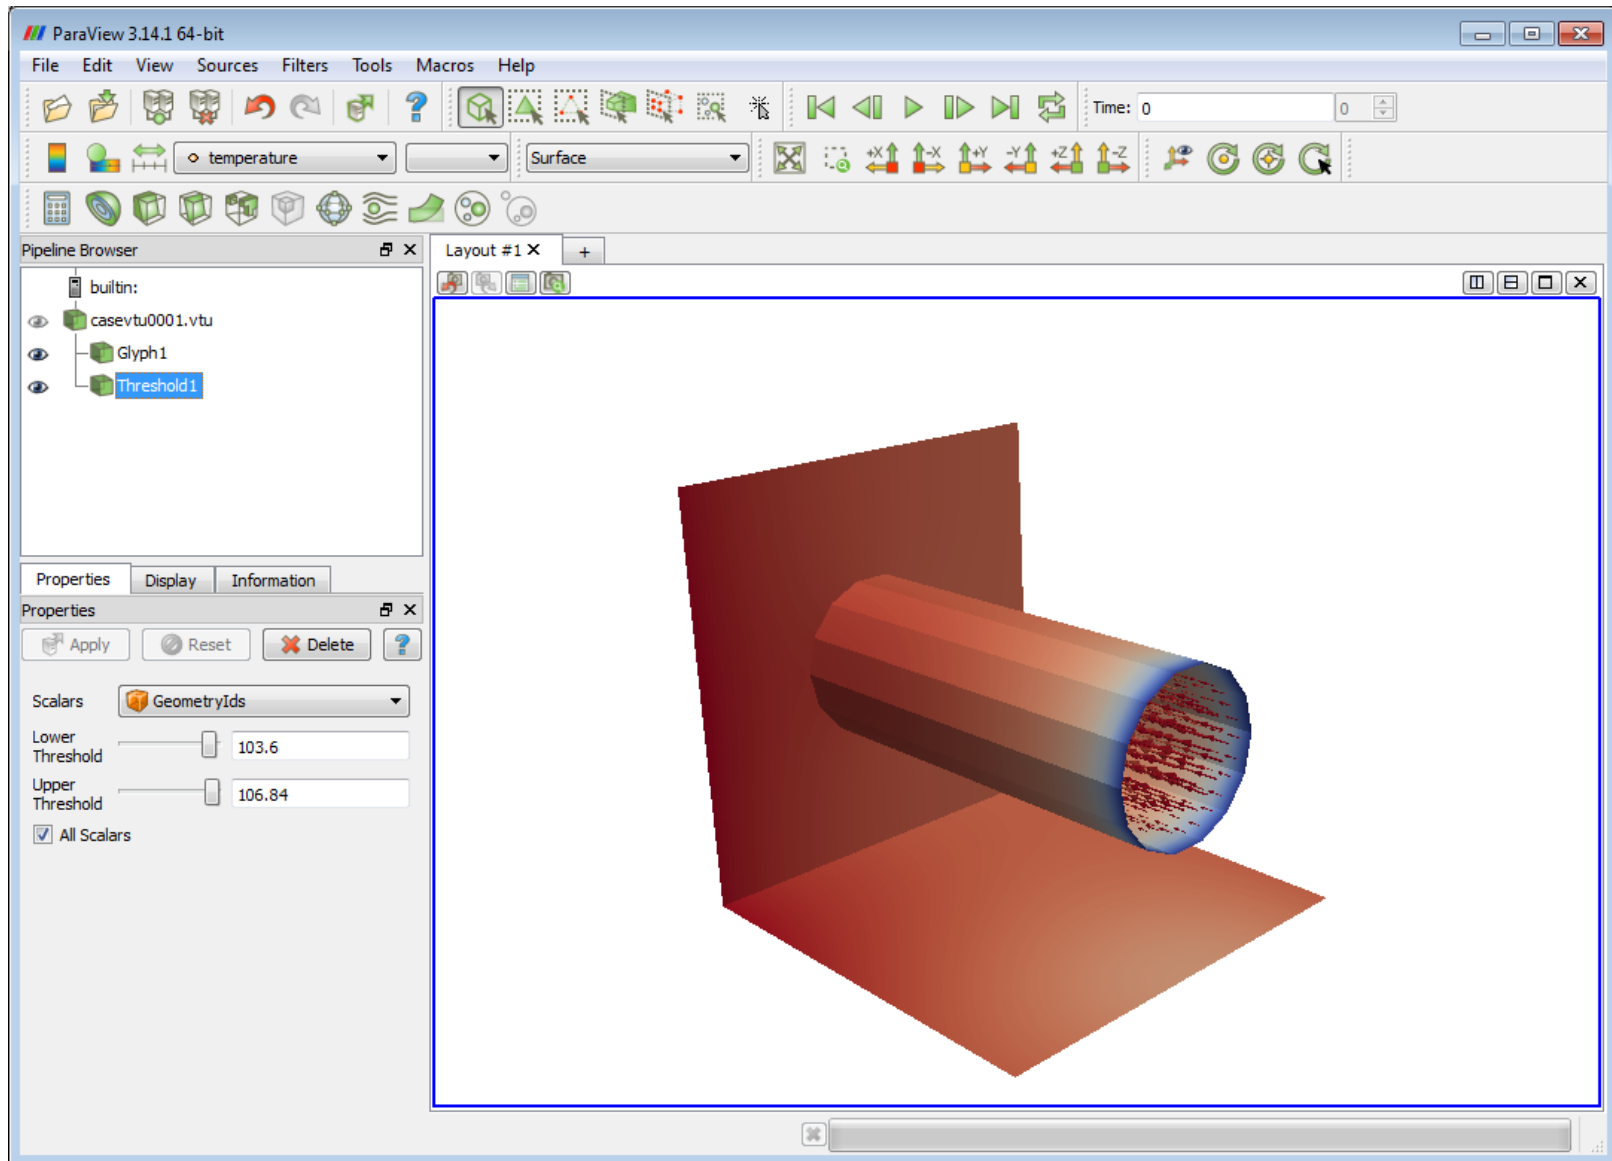 ParaView 3.14.1 64-bit
File Edit View Sources Filters Tools Macros Help
Time: 0 0
temperature Surface +X -X +Y -Y +Z -Z
Pipeline Browser
Layout #1 +
builtin:
casevtu0001.vtu
Glyph1
Threshold1
Properties Display Information
Properties
Apply Reset Delete ?
Scalars GeometryIds
Lower Threshold 103.6
Upper Threshold 106.84
All Scalars